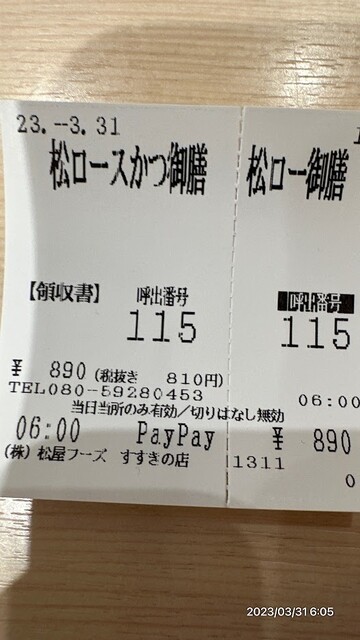 23.--3.31
松ロースかつ御膳
松ロー御膳
【領収書】 呼出番号
呼出番号
115
115
¥ 890 (税抜き 810円)
TEL080-59280453
06:00
当日当所のみ有効/切りはなし無効
06:00 PayPay
¥ 890
(株) 松屋フーズ すすきの店
1311
0
2023/03/31 6:05